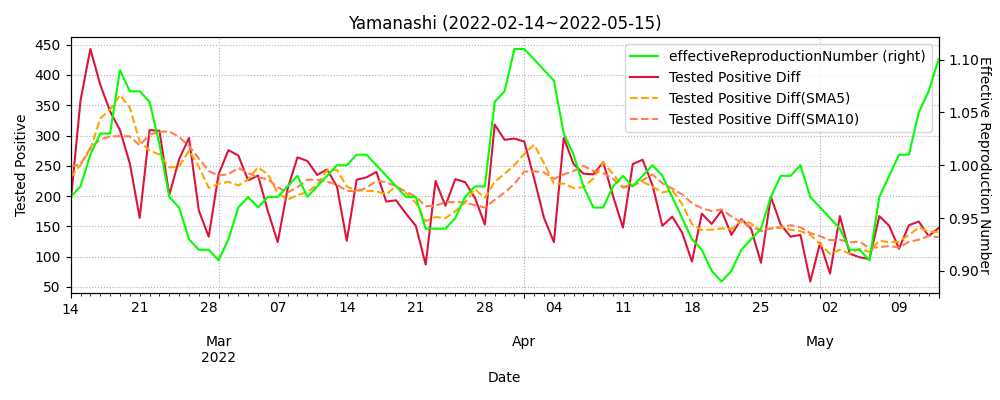 Yamanashi (2022-02-14~2022-05-15)
Tested Positive
450
400
350
300
250
200
150
100
50
effectiveReproductionNumber (right)
Tested Positive Diff
Tested Positive Diff(SMA5)
Tested Positive Diff(SMA10)
1.10
1.05
1.00
0.95
0.90
Effective Reproduction Number
14 21 28 07 14 21 28 04 11 18 25 02 09
Mar Apr May
2022
Date